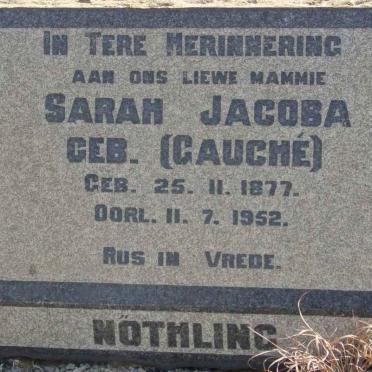 IN TERE HERINNERING
AAN ONS LIEWE MAMMIE
SARAH JACOBA
GEB. (GAUCHÉ)
GEB. 25. 11. 1877.
OORL. 11. 7. 1952.
RUS IN VREDE.
NÖTHLING